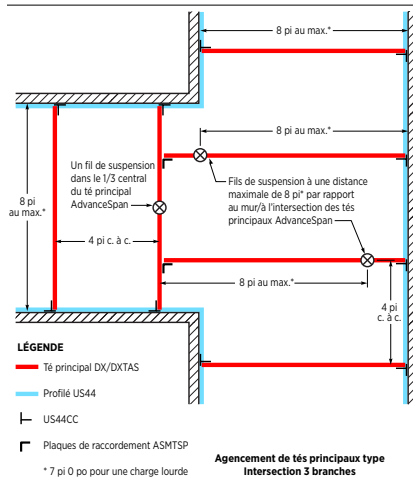 8 pi au max.*
8 pi au max.*
Un fil de suspension
dans le 1/3 central
du té principal
AdvanceSpan
Fils de suspension à une distance
maximale de 8 pi* par rapport
au mur/à l'intersection des tés
principaux AdvanceSpan
8 pi
au max.*
4 pi c. à c.
8 pi au max.*
4 pi
c. à c.
LÉGENDE
Té principal DX/DXTAS
Profilé US44
US44CC
Plaques de raccordement ASMTSP
* 7 pi 0 po pour une charge lourde
Agencement de tés principaux type
Intersection 3 branches